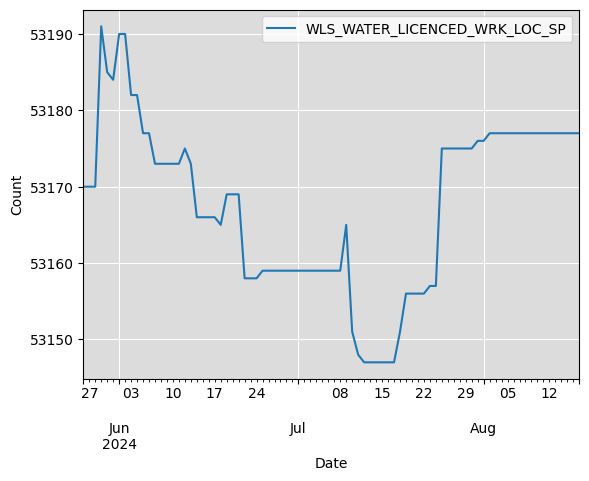 WLS_WATER_LICENCED_WRK_LOC_SP
53190
53180
53170
53160
53150
Count
27 03 10 17 24 08 15 22 29 05 12
Jun Jul Aug
2024
Date